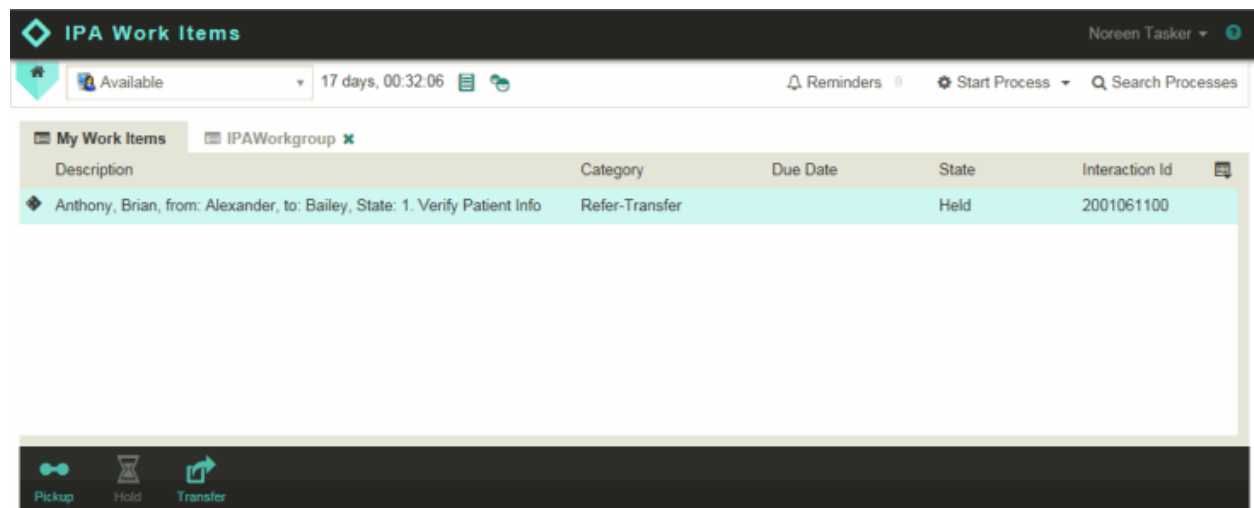 IPA Work Items
Noreen Tasker
Available
17 days, 00:32:06
Reminders 0
Start Process
Search Processes
My Work Items
IPAWorkgroup
Description Category Due Date State Interaction Id
Anthony, Brian, from: Alexander, to: Bailey, State: 1. Verify Patient Info Refer-Transfer Held 2001061100
Pickup Hold Transfer